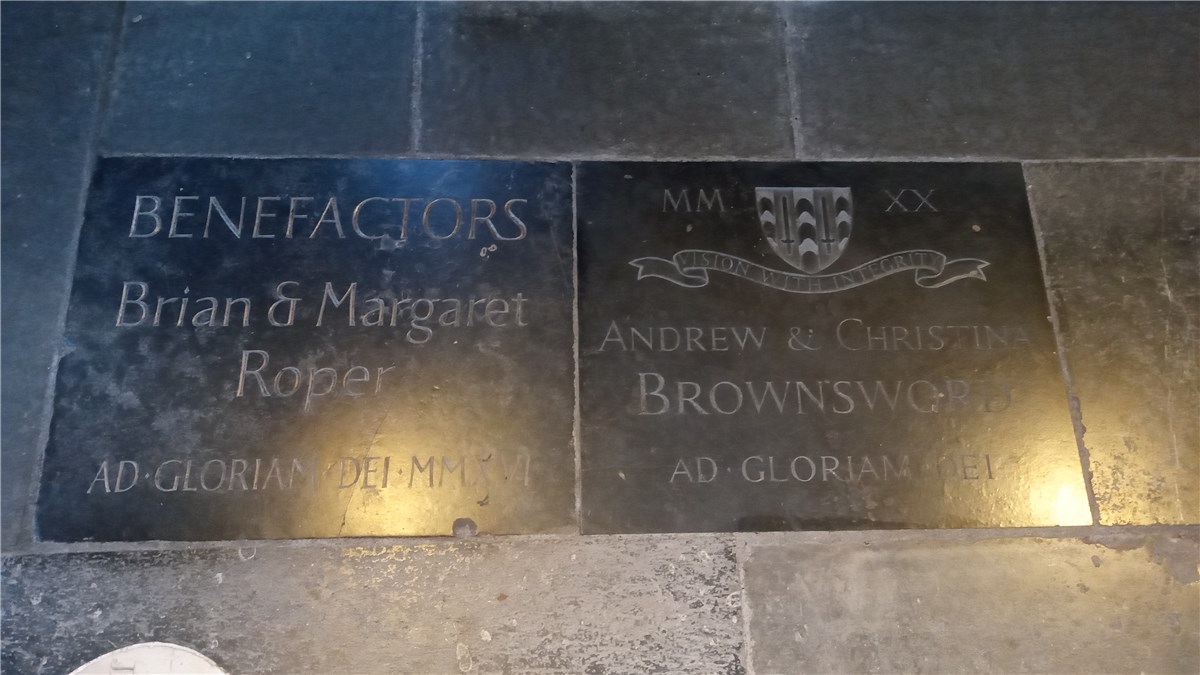 BENEFACTORS
Brian & Margaret
Roper
AD·GLORIAM·DEI·MMXVI
MM XX
VISION WITH INTEGRITY
ANDREW & CHRISTINA
BROWNSWORD
AD·GLORIAM·DEI